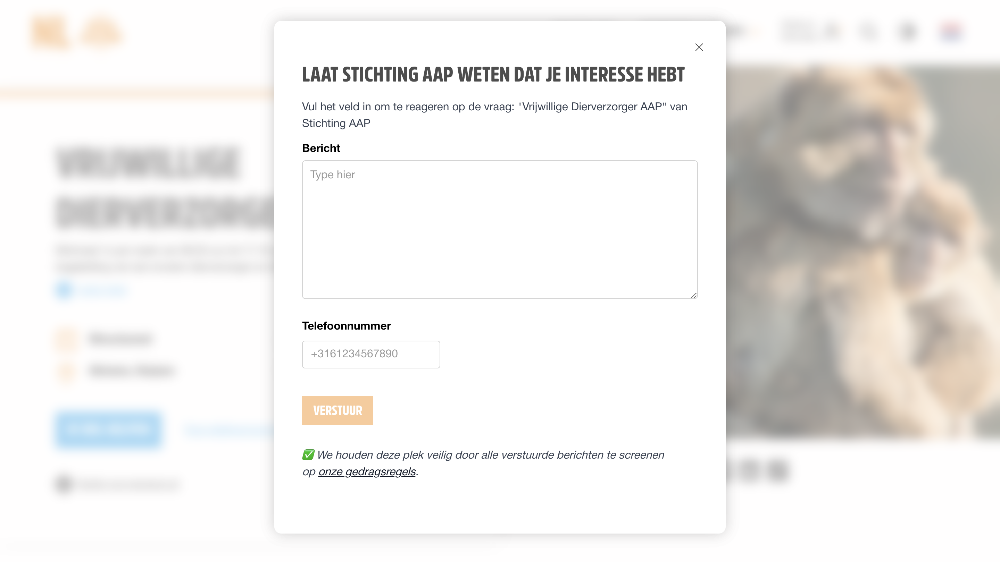 NL
LAAT STICHTING AAP WETEN DAT JE INTERESSE HEBT
Vul het veld in om te reageren op de vraag: "Vrijwillige Dierverzorger AAP" van
Stichting AAP
Bericht
Type hier
Telefoonnummer
+3161234567890
VERSTUUR
✅ We houden deze plek veilig door alle verstuurde berichten te screenen
op onze gedragsregels.
VRIJWILLIGE